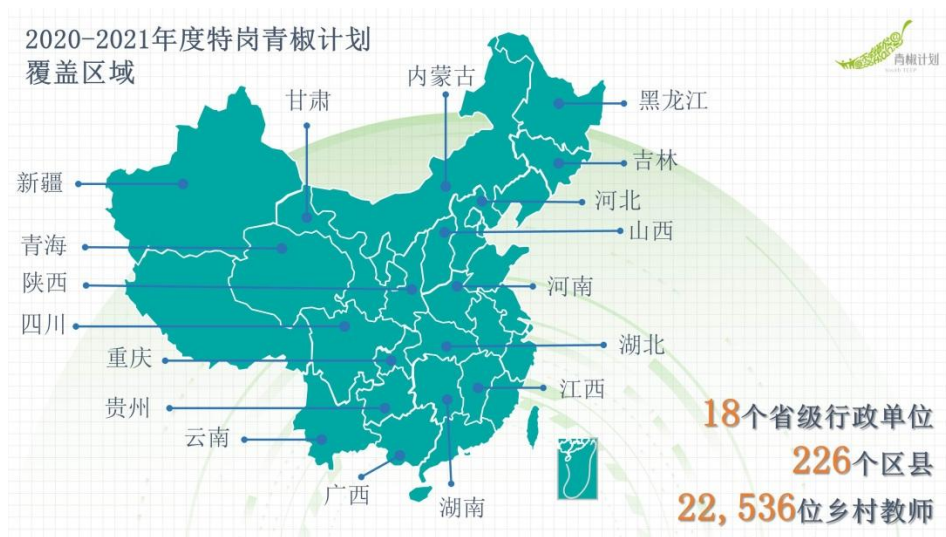 2020-2021年度特岗青椒计划
覆盖区域
青椒计划
内蒙古
甘肃
黑龙江
吉林
新疆
河北
山西
青海
陕西
河南
四川
湖北
重庆
江西
贵州
云南
广西
湖南
18个省级行政单位
226个区县
22,536位乡村教师